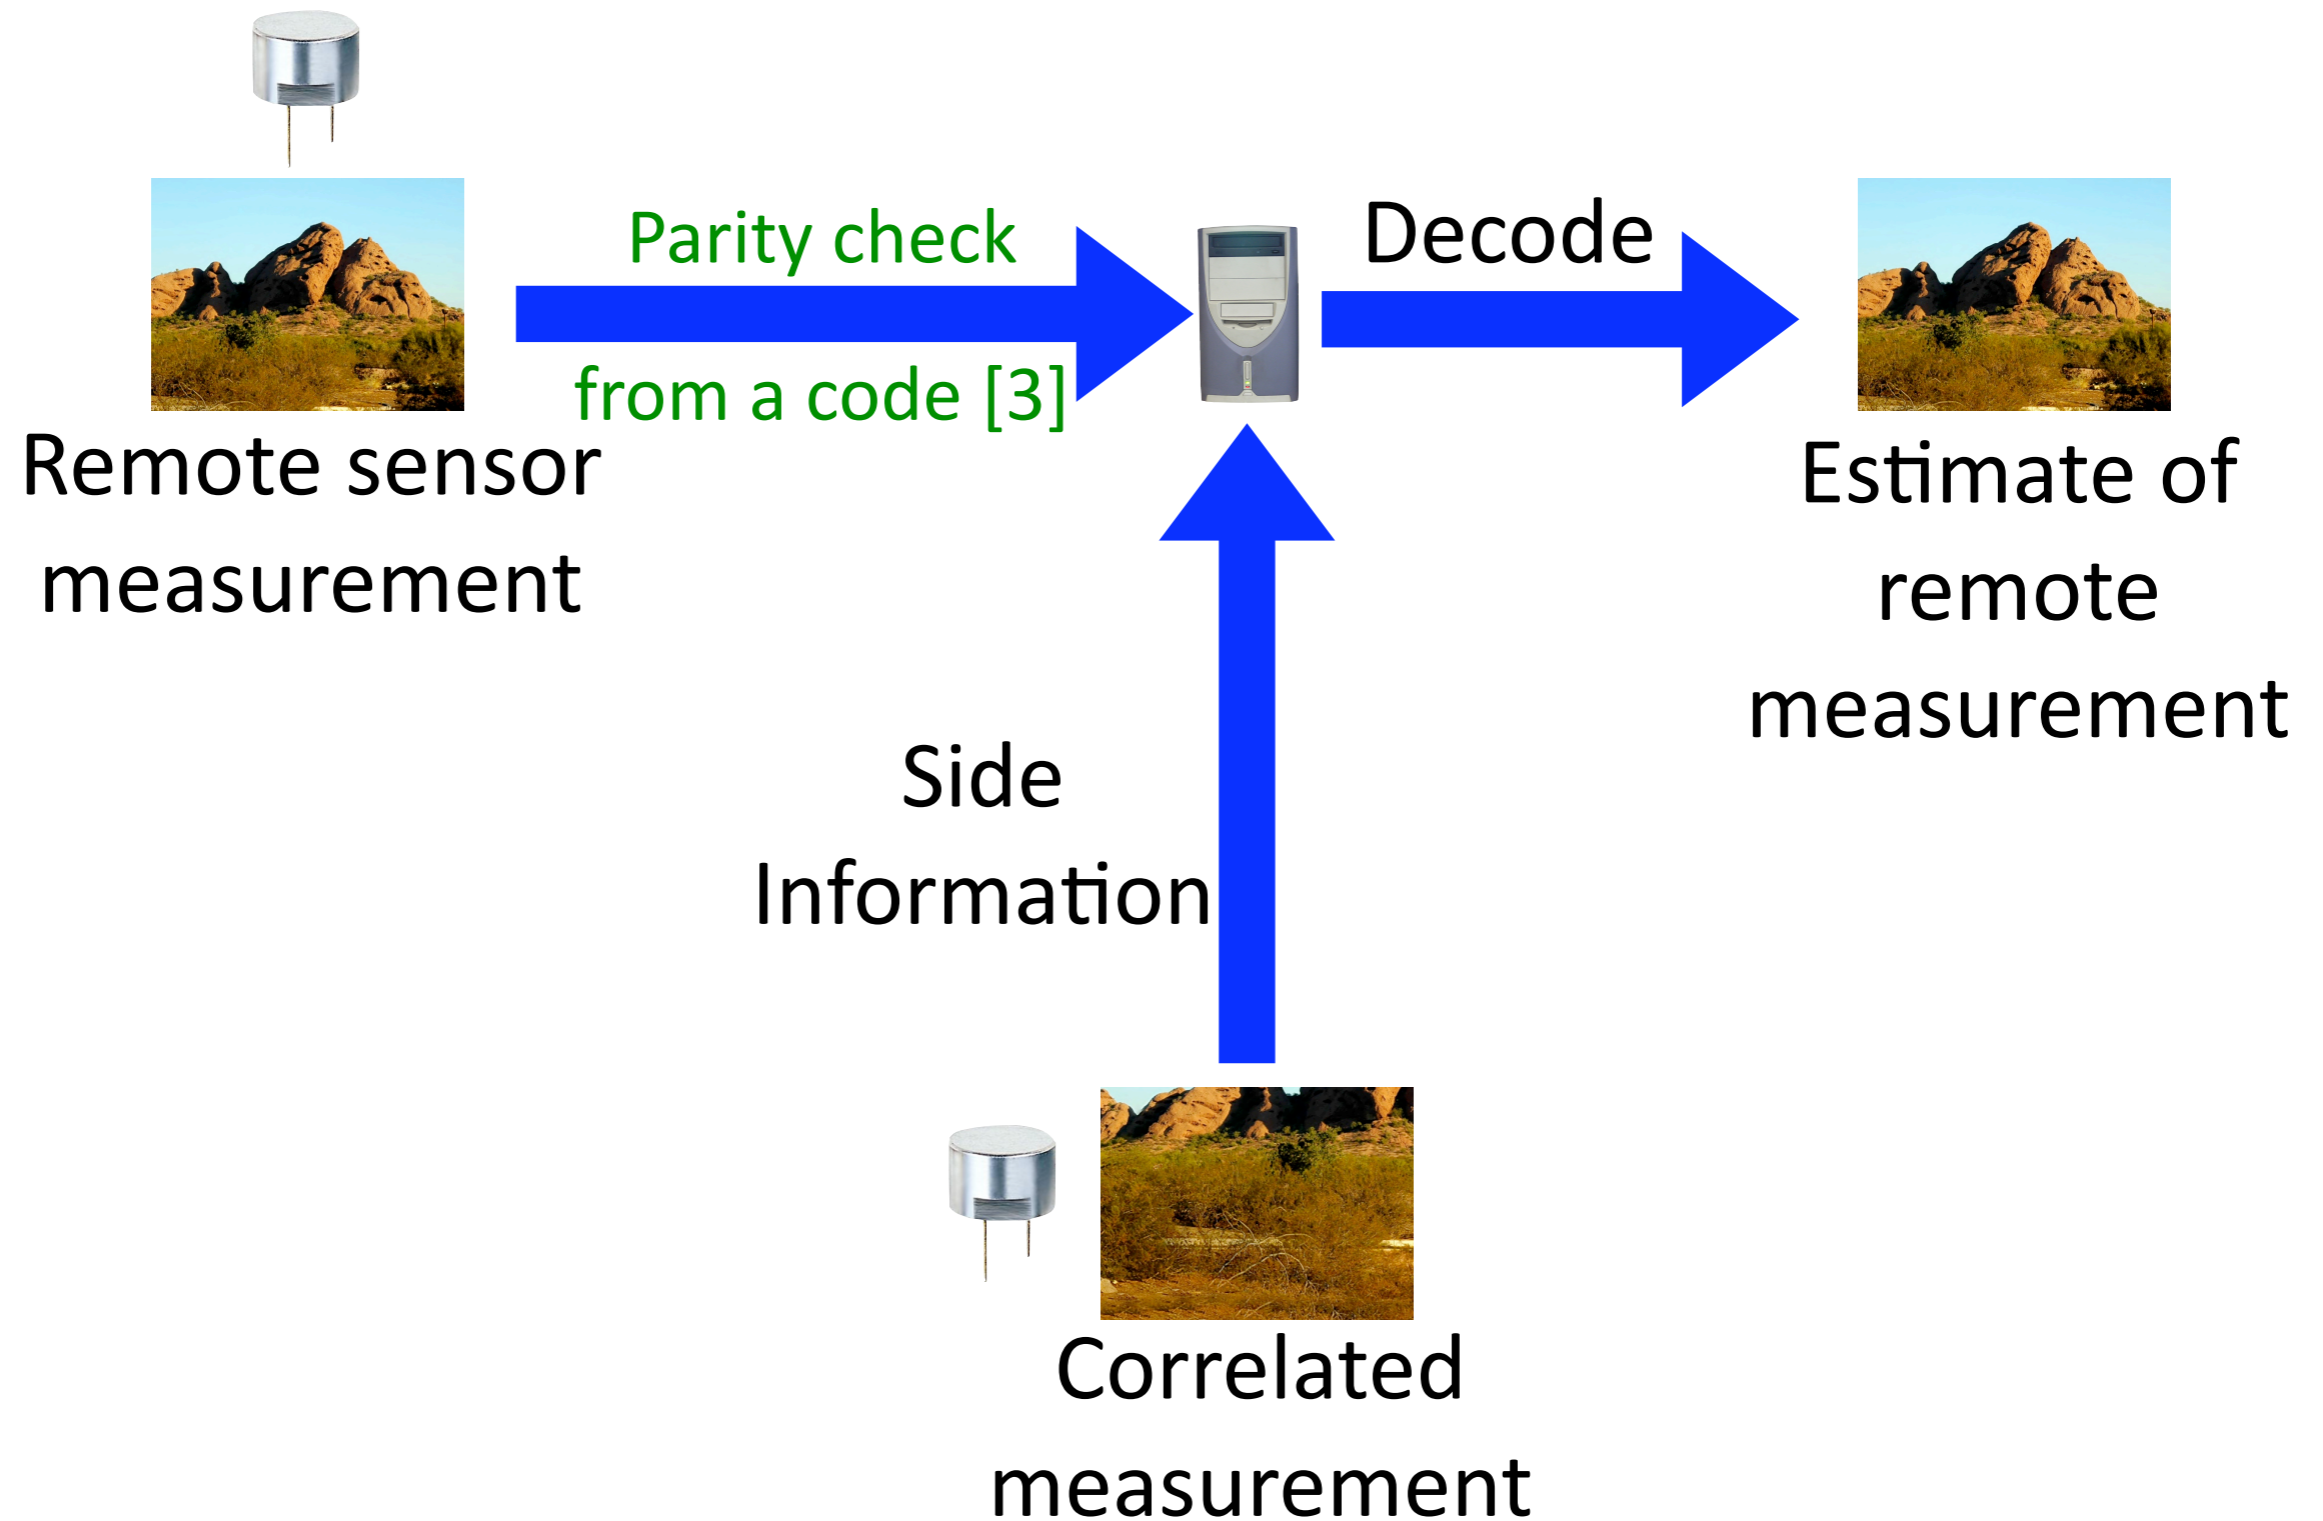 Parity check
from a code [3]
Decode
Remote sensor
measurement
Estimate of
remote
measurement
Side
Information
Correlated
measurement